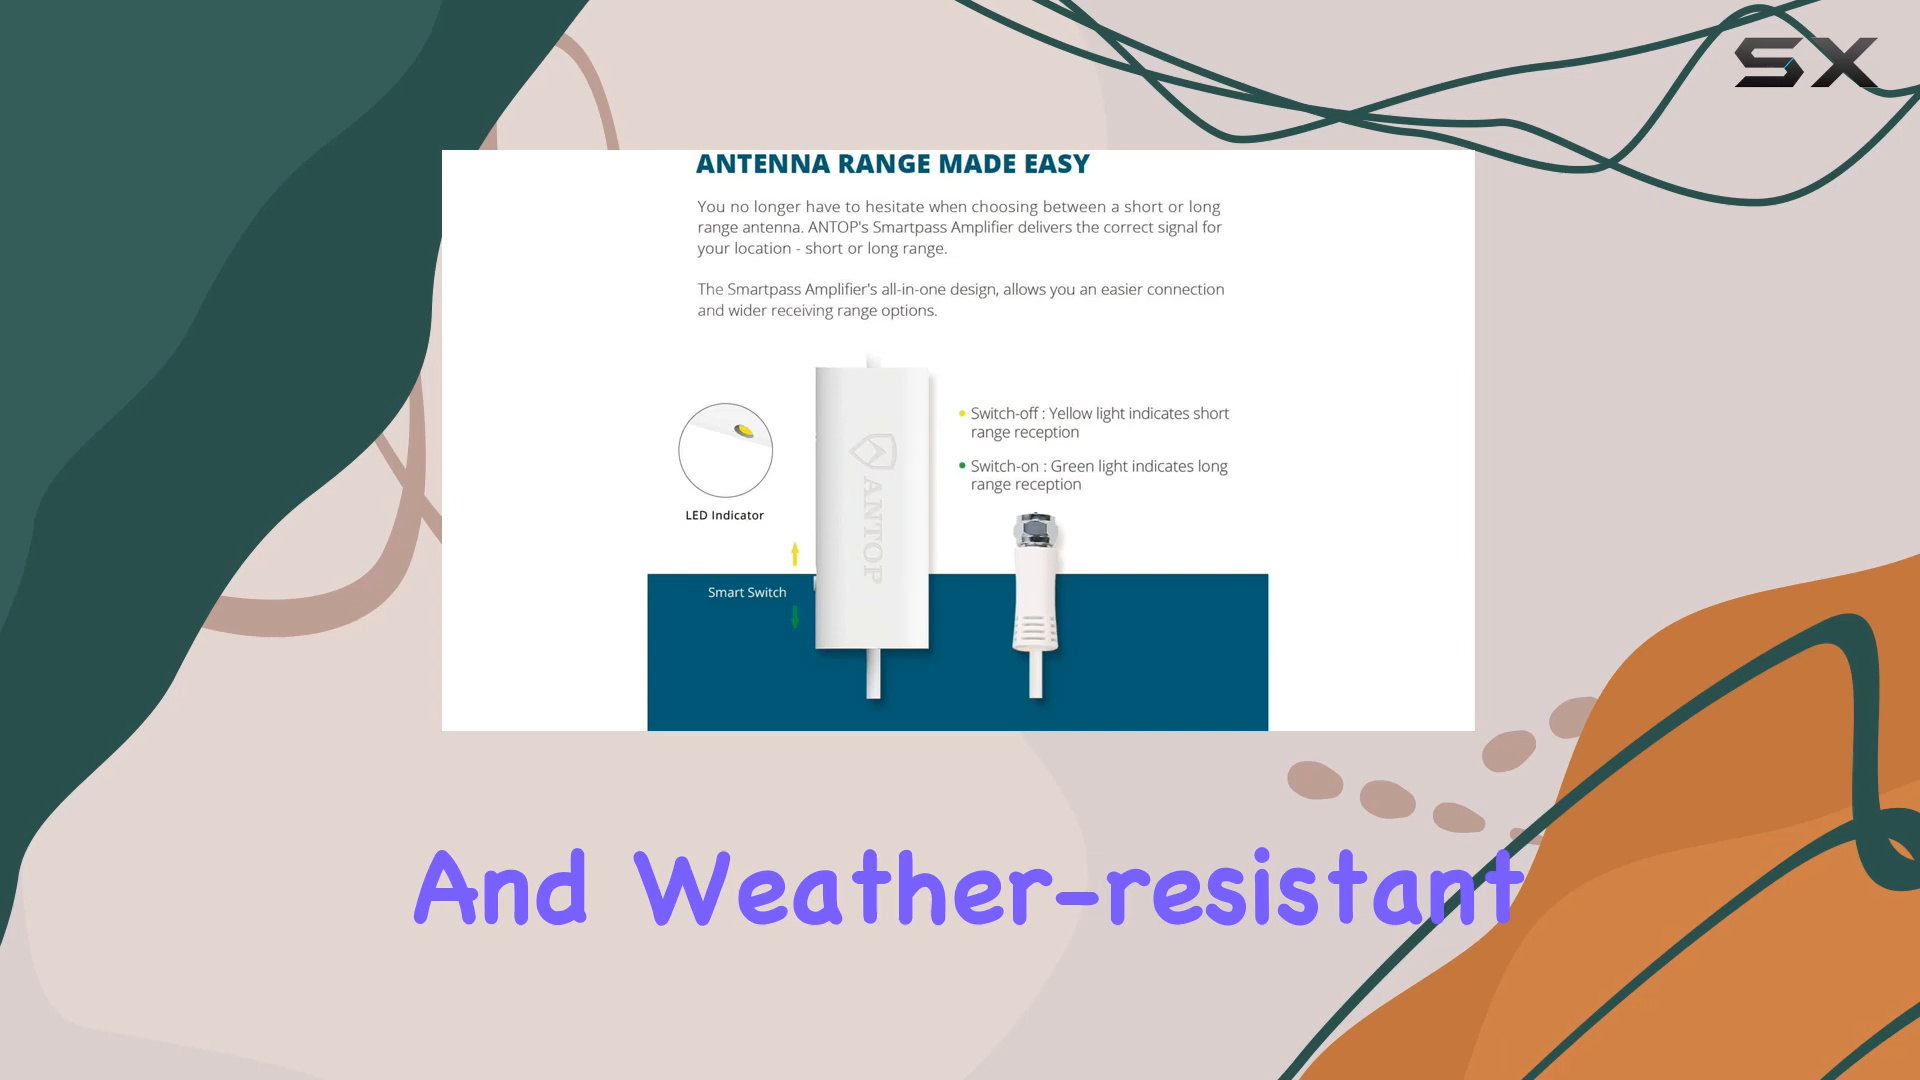 SX
ANTENNA RANGE MADE EASY
You no longer have to hesitate when choosing between a short or long
range antenna. ANTOP's Smartpass Amplifier delivers the correct signal for
your location - short or long range.
The Smartpass Amplifier's all-in-one design, allows you an easier connection
and wider receiving range options.
Switch-off : Yellow light indicates short
range reception
Switch-on : Green light indicates long
range reception
LED Indicator
ANTOP
Smart Switch
And Weather-resistant